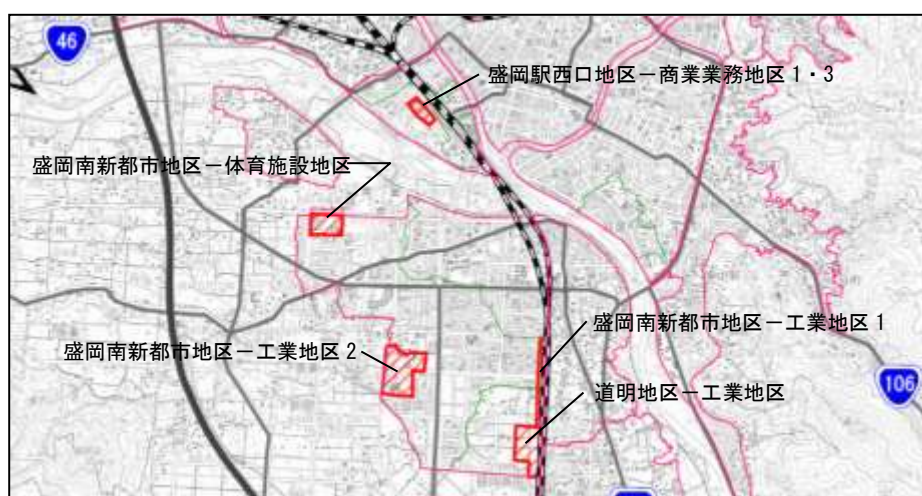 46
盛岡駅西口地区－商業業務地区1・3
盛岡南新都市地区－体育施設地区
盛岡南新都市地区－工業地区1
盛岡南新都市地区－工業地区2
道明地区－工業地区
106